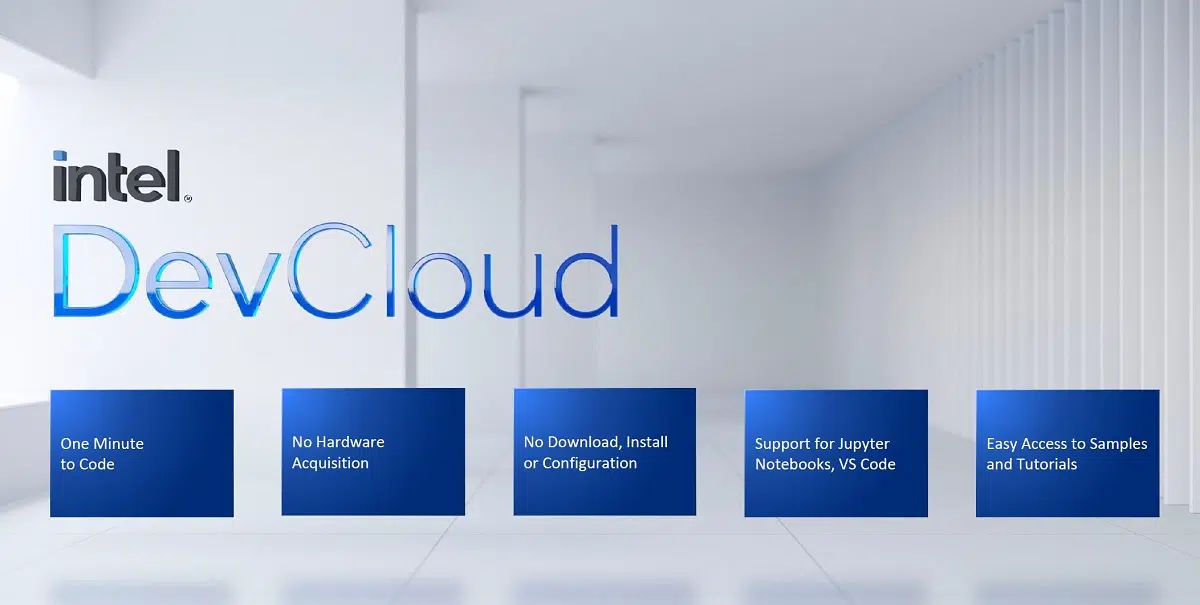 intel
DevCloud
One Minute
to Code
No Hardware
Acquisition
No Download, Install
or Configuration
Support for Jupyter
Notebooks, VS Code
Easy Access to Samples
and Tutorials